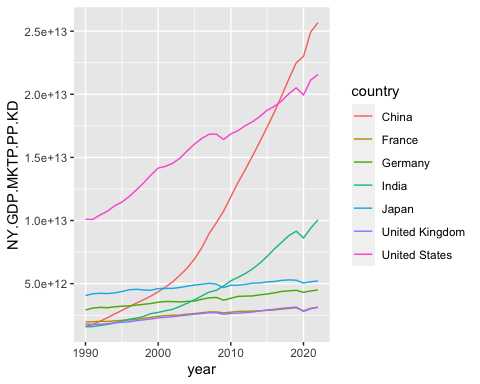 NY.GDP.MKTP.PP.KD
2.5e+13
2.0e+13
1.5e+13
1.0e+13
5.0e+12
1990
2000
2010
2020
year
country
China
France
Germany
India
Japan
United Kingdom
United States